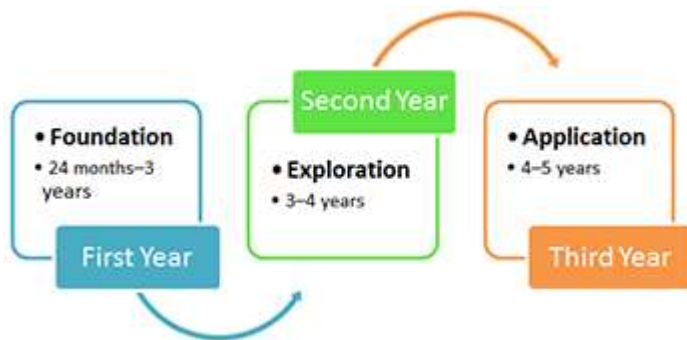 • Foundation
• 24 months–3
years
First Year
Second Year
• Exploration
• 3–4 years
• Application
• 4–5 years
Third Year